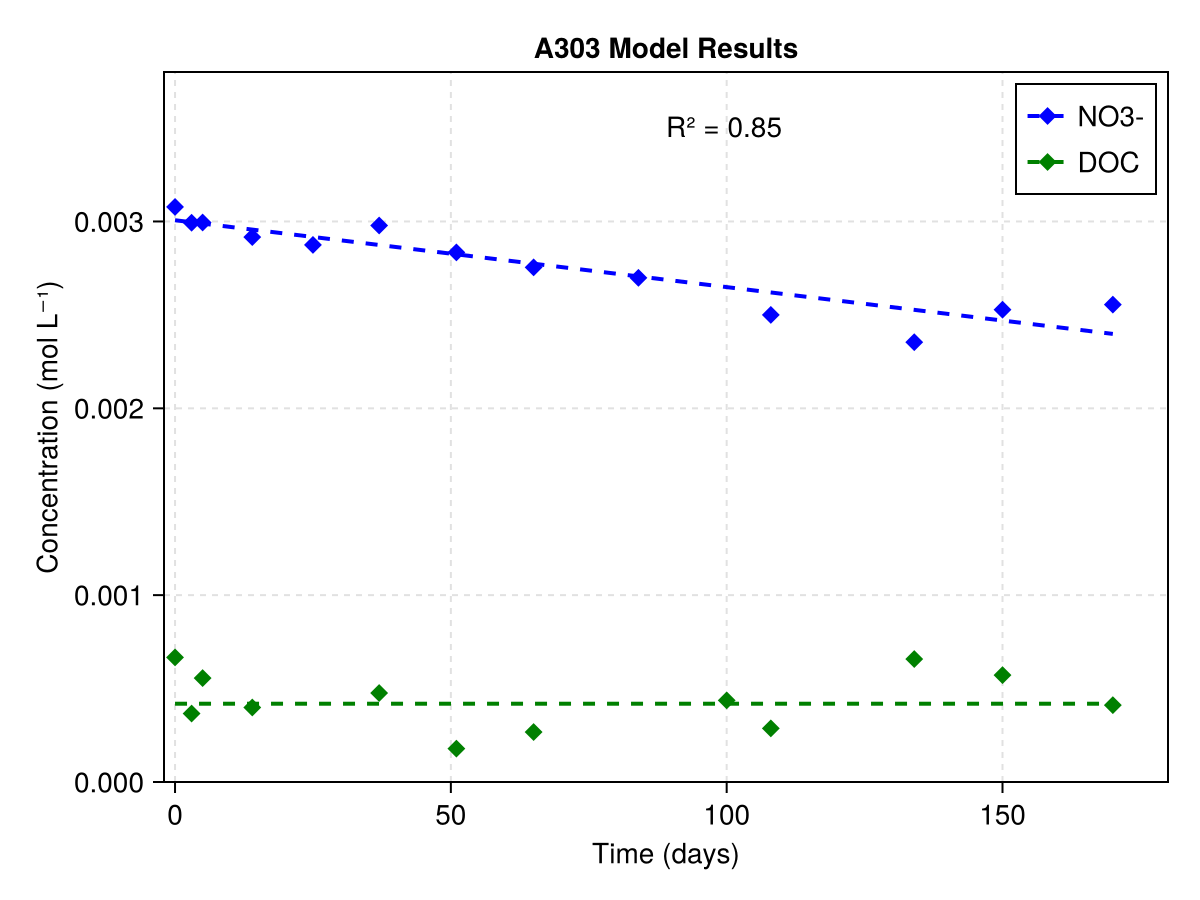 A303 Model Results
R² = 0.85
NO3-
DOC
Concentration (mol L⁻¹)
0.003
0.002
0.001
0.000
0
50
100
150
Time (days)